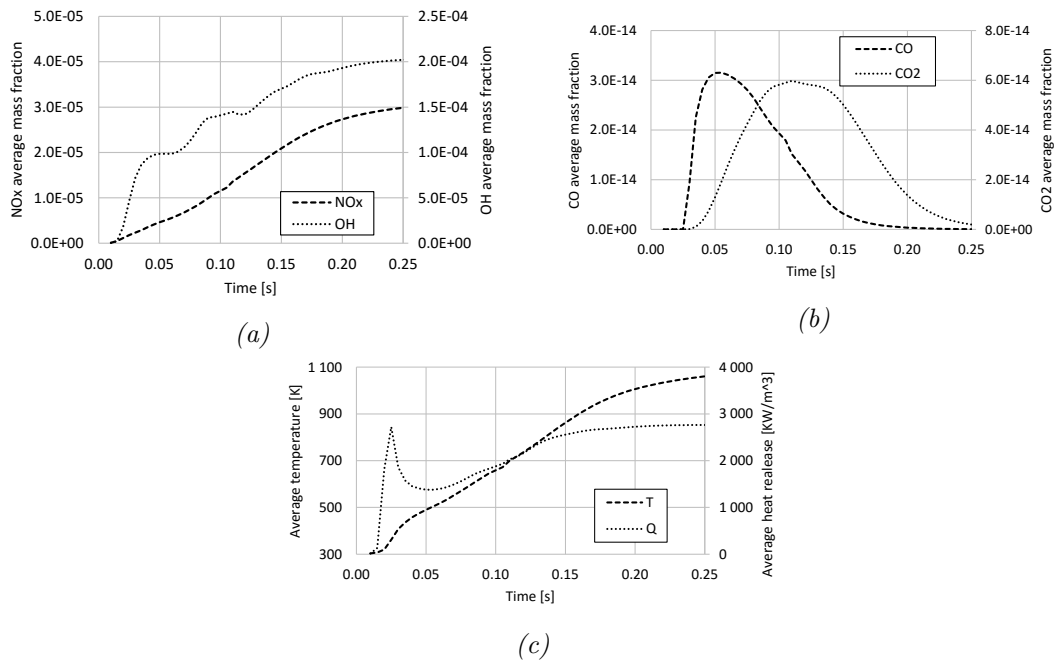 5.0E-05
4.0E-05
3.0E-05
2.0E-05
1.0E-05
0.0E+00
NOx average mass fraction
2.5E-04
2.0E-04
1.5E-04
1.0E-04
5.0E-05
0.0E+00
OH average mass fraction
NOx
OH
0.00 0.05 0.10 0.15 0.20 0.25
Time [s]
(a)
4.0E-14
3.0E-14
2.0E-14
1.0E-14
0.0E+00
CO average mass fraction
8.0E-14
6.0E-14
4.0E-14
2.0E-14
0.0E+00
CO2 average mass fraction
CO
CO2
0.00 0.05 0.10 0.15 0.20 0.25
Time [s]
(b)
1 100
900
700
500
300
Average temperature [K]
4 000
3 000
2 000
1 000
0
Average heat realease [KW/m^3]
T
Q
0.00 0.05 0.10 0.15 0.20 0.25
Time [s]
(c)